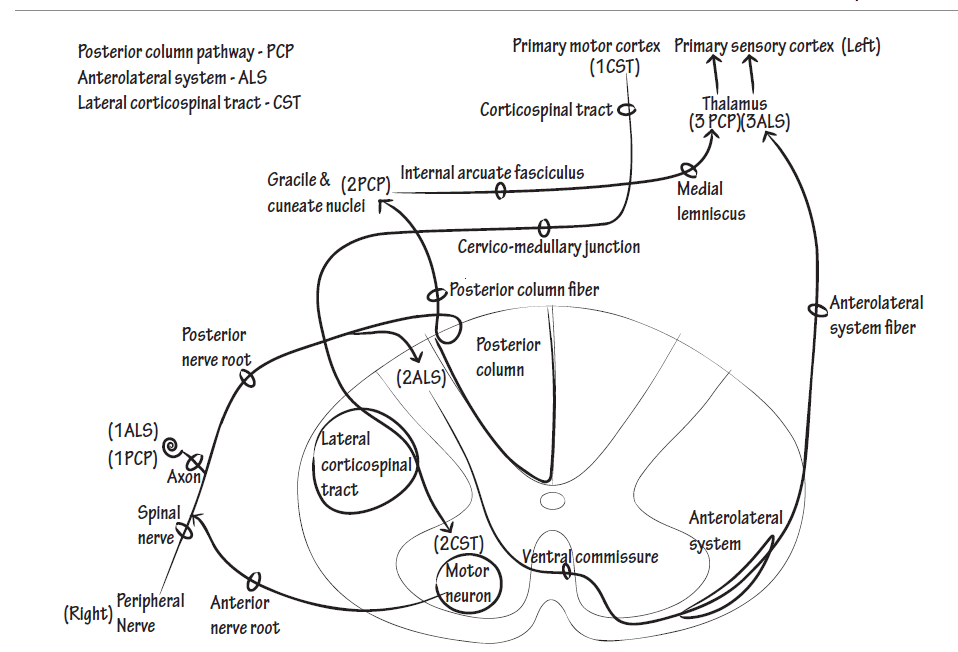 Posterior column pathway - PCP
Anterolateral system - ALS
Lateral corticospinal tract - CST
Primary motor cortex
(1CST)
Primary sensory cortex (Left)
Corticospinal tract
Thalamus
(3 PCP)(3ALS)
Internal arcuate fasciculus
Gracile & (2PCP)
cuneate nuclei
Medial
lemniscus
Cervico-medullary junction
Posterior column fiber
Anterolateral
system fiber
Posterior
nerve root
Posterior
column
(2ALS)
(1ALS)
(1PCP)
Axon
Lateral
corticospinal
tract
Spinal
nerve
Anterolateral
system
(2CST)
Ventral commissure
Motor
neuron
(Right) Peripheral
Nerve
Anterior
nerve root